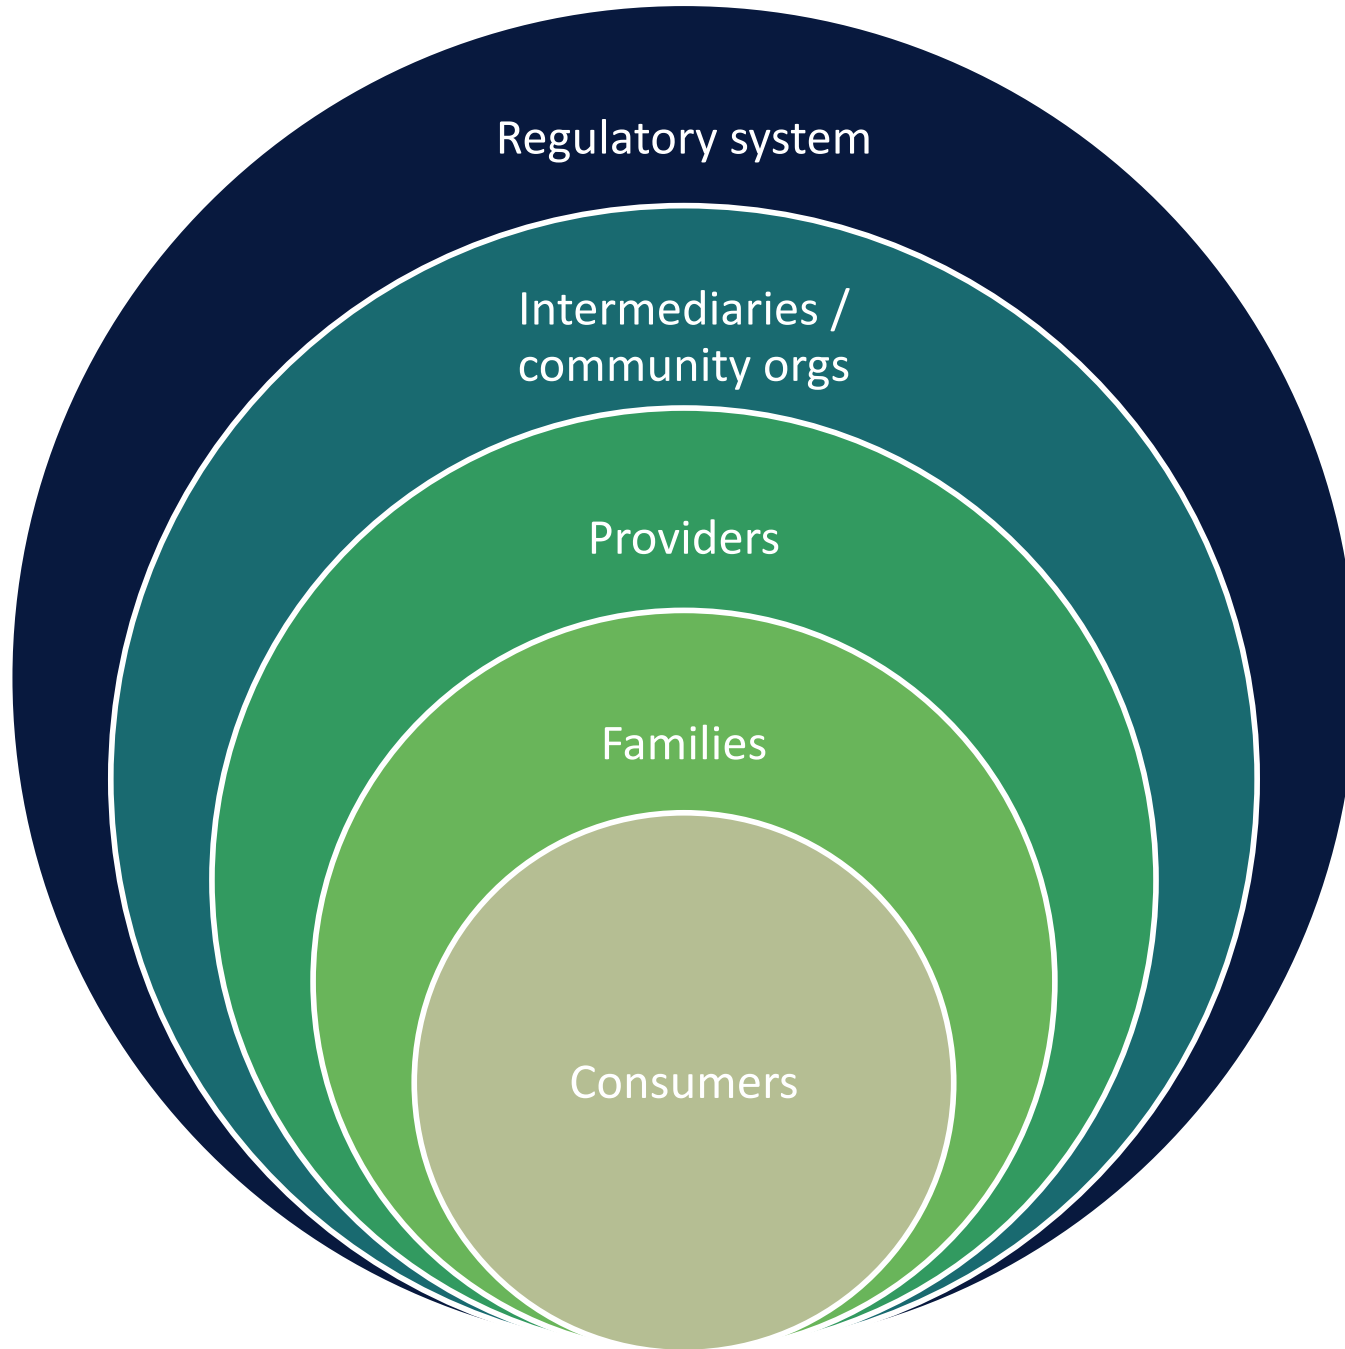 Regulatory system
Intermediaries /
community orgs
Providers
Families
Consumers